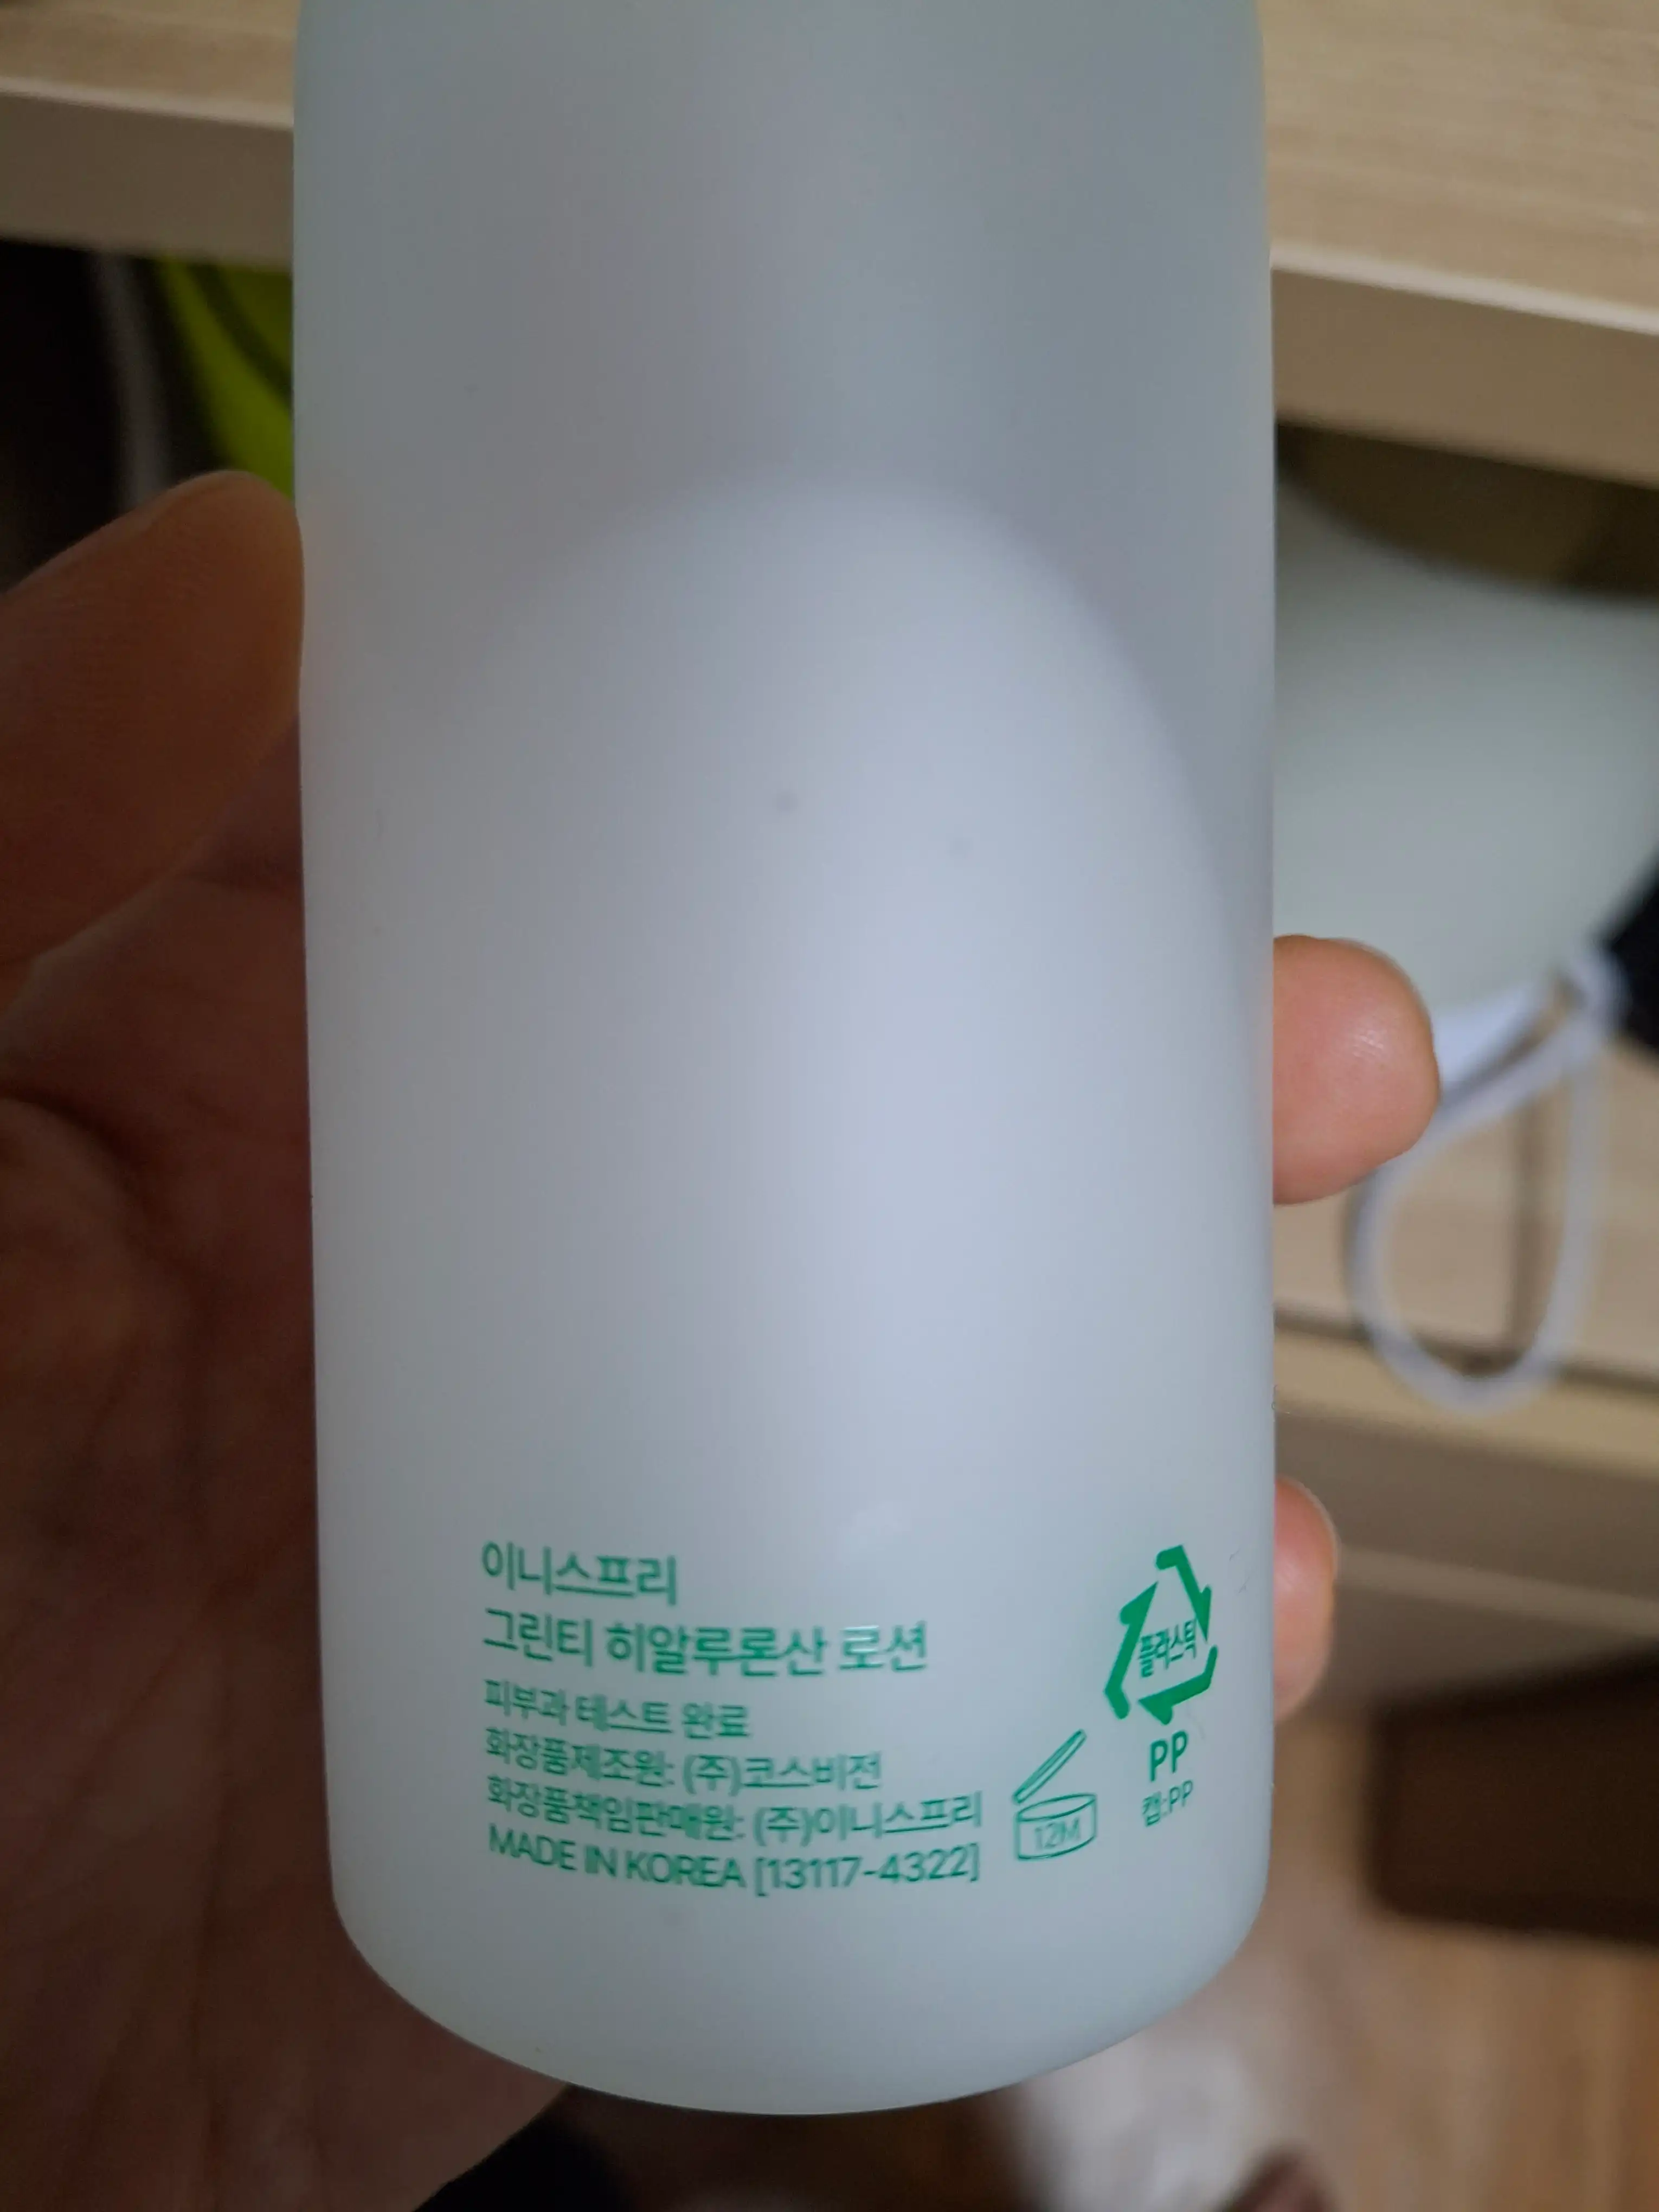 이니스프리
그린티 히알루론산 로션
피부과 테스트 완료
화장품제조원: (주)코스비전
화장품책임판매원: (주)이니스프리
MADE IN KOREA [13117-4322]
12M
플라스틱
PP
캡:PP